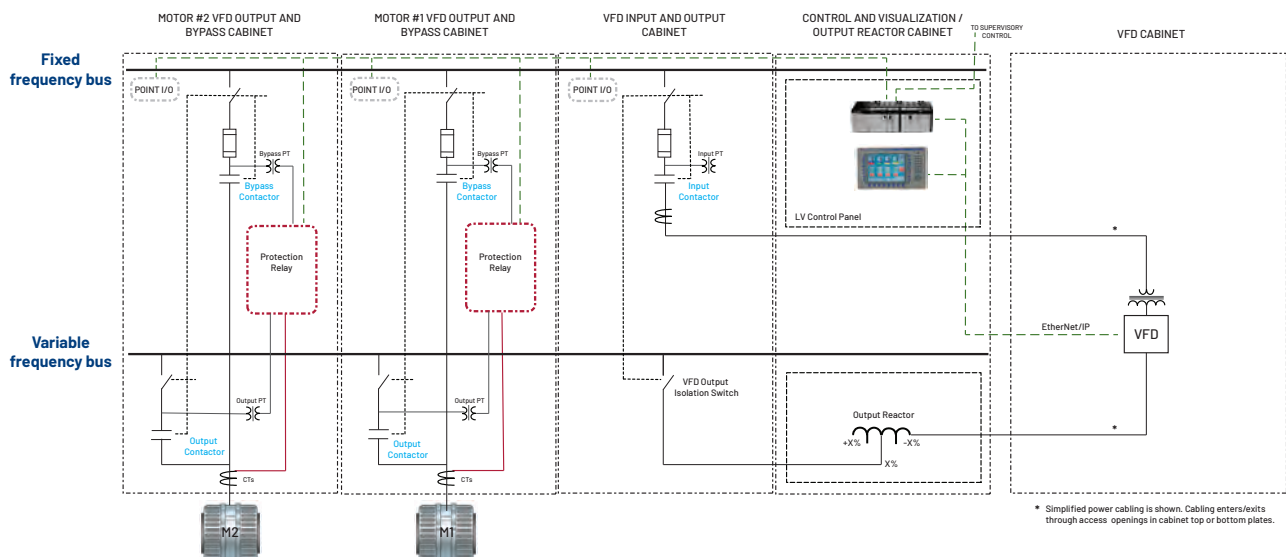 MOTOR #2 VFD OUTPUT AND
BYPASS CABINET
MOTOR #1 VFD OUTPUT AND
BYPASS CABINET
VFD INPUT AND OUTPUT
CABINET
CONTROL AND VISUALIZATION /
OUTPUT REACTOR CABINET
TO SUPERVISORY
CONTROL
VFD CABINET
Fixed
frequency bus
POINT I/O
POINT I/O
POINT I/O
Bypass PT
Bypass PT
Input PT
Bypass
Contactor
Bypass
Contactor
Input
Contactor
LV Control Panel
*
Protection
Relay
Protection
Relay
EtherNet/IP
VFD
Variable
frequency bus
VFD Output
Isolation Switch
Output PT
Output PT
Output Reactor
+X%
-X%
X%
*
Output
Contactor
Output
Contactor
CTs
CTs
M2
M1
* Simplified power cabling is shown. Cabling enters/exits
through access openings in cabinet top or bottom plates.